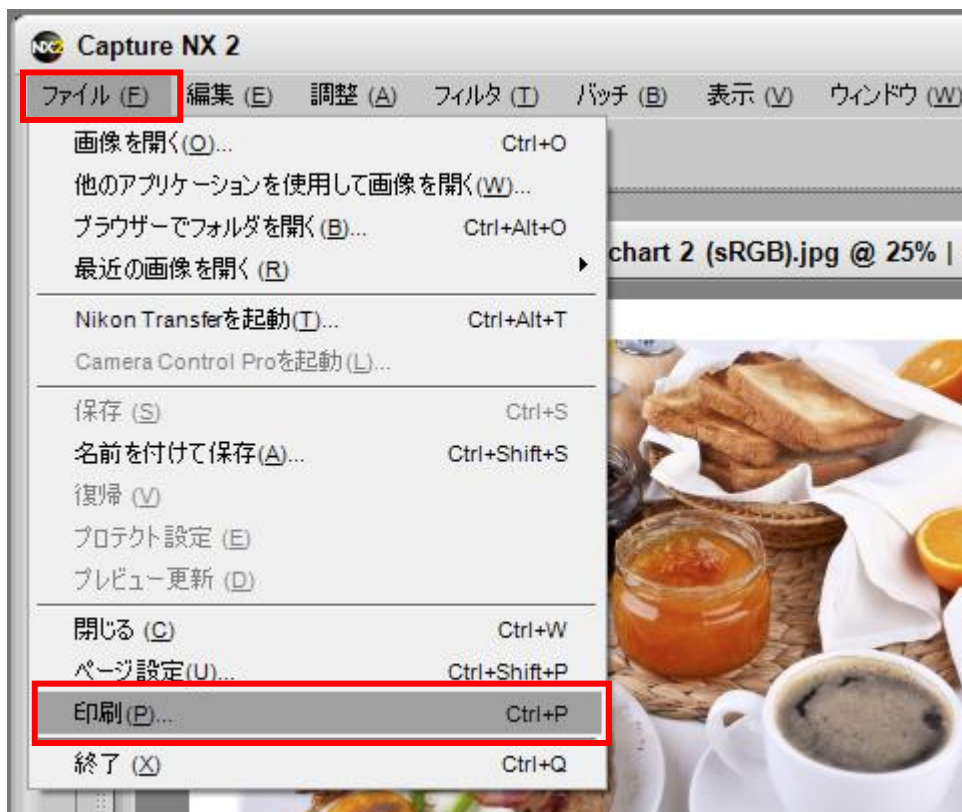 NX2 Capture NX 2
ファイル (F) 編集 (E) 調整 (A) フィルタ (T) バッチ (B) 表示 (V) ウィンドウ (W)
画像を開く(O)... Ctrl+O
他のアプリケーションを使用して画像を開く(W)...
ブラウザーでフォルダを開く(B)... Ctrl+Alt+O
最近の画像を開く (R)
chart 2 (sRGB).jpg @ 25% |
Nikon Transferを起動(T)... Ctrl+Alt+T
Camera Control Proを起動(L)...
保存 (S) Ctrl+S
名前を付けて保存(A)... Ctrl+Shift+S
復帰 (V)
プロテクト設定 (E)
プレビュー更新 (D)
閉じる (C) Ctrl+W
ページ設定(U)... Ctrl+Shift+P
印刷(P)... Ctrl+P
終了 (X) Ctrl+Q